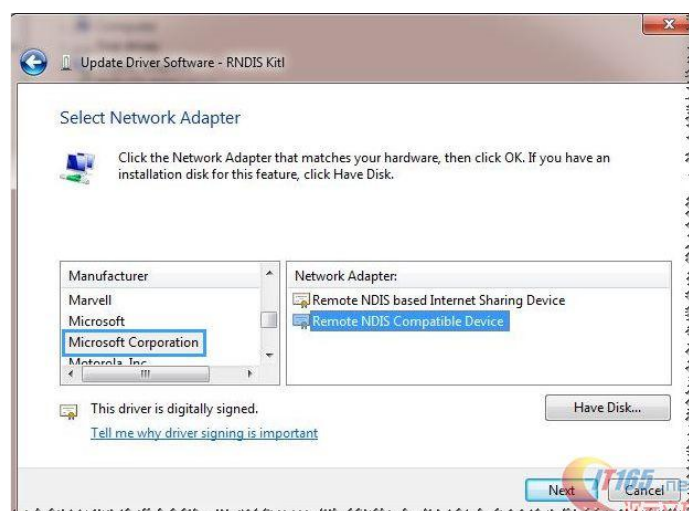 Update Driver Software - RNDIS Kitl
Select Network Adapter
Click the Network Adapter that matches your hardware, then click OK. If you have an
installation disk for this feature, click Have Disk.
Manufacturer
Marvell
Microsoft
Microsoft Corporation
Motorola, Inc.
Network Adapter:
Remote NDIS based Internet Sharing Device
Remote NDIS Compatible Device
This driver is digitally signed.
Tell me why driver signing is important
Have Disk...
Next
Cancel
IT165.ne